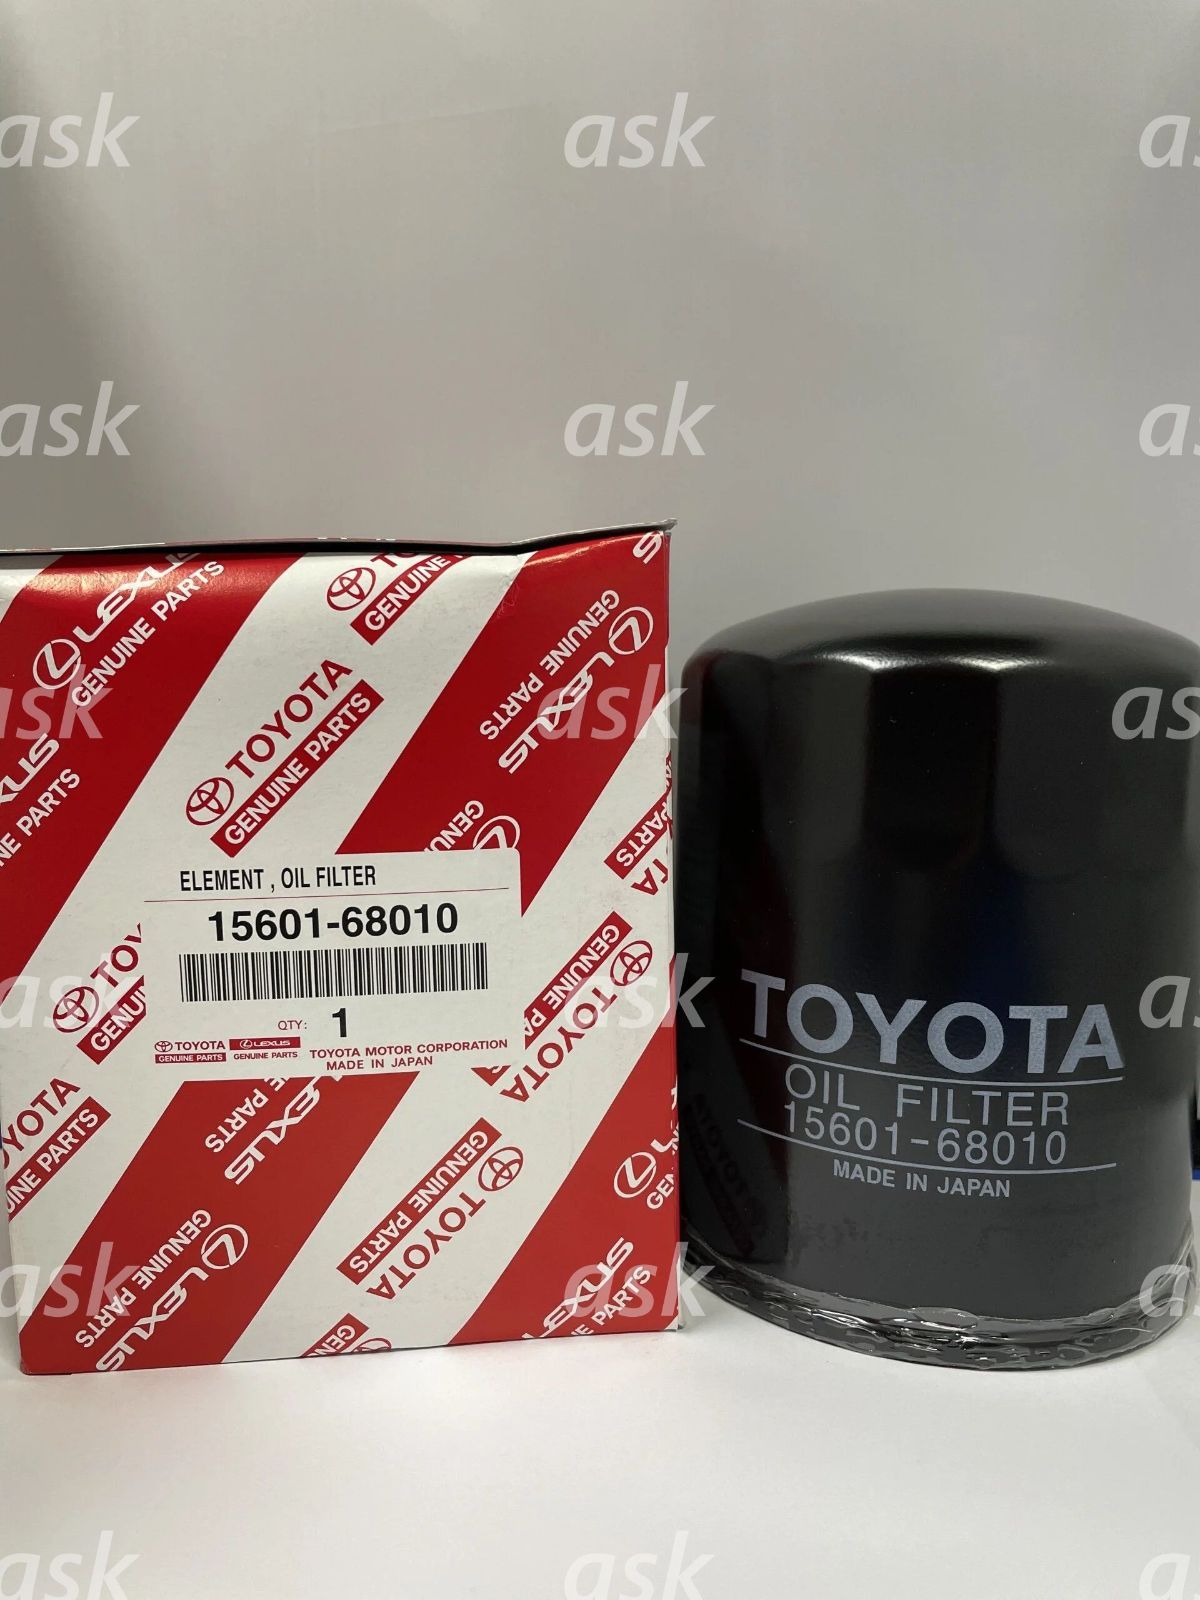 ask ask
ask ask
LEXUS
GENUINE PARTS
TOYOTA
GENUINE PARTS
GENUINE PARTS
LEXUS
ask ask
ELEMENT , OIL FILTER
15601-68010
QTY: 1
TOYOTA
GENUINE PARTS
LEXUS
GENUINE PARTS
TOYOTA MOTOR CORPORATION
MADE IN JAPAN
GENUINE PARTS
TOYOTA
GENUINE PARTS
LEXUS
GENUINE PARTS
TOYOTA
GENUINE PARTS
LEXUS
TOYOTA
OIL FILTER
15601-68010
MADE IN JAPAN
ask ask
ask ask
ask ask